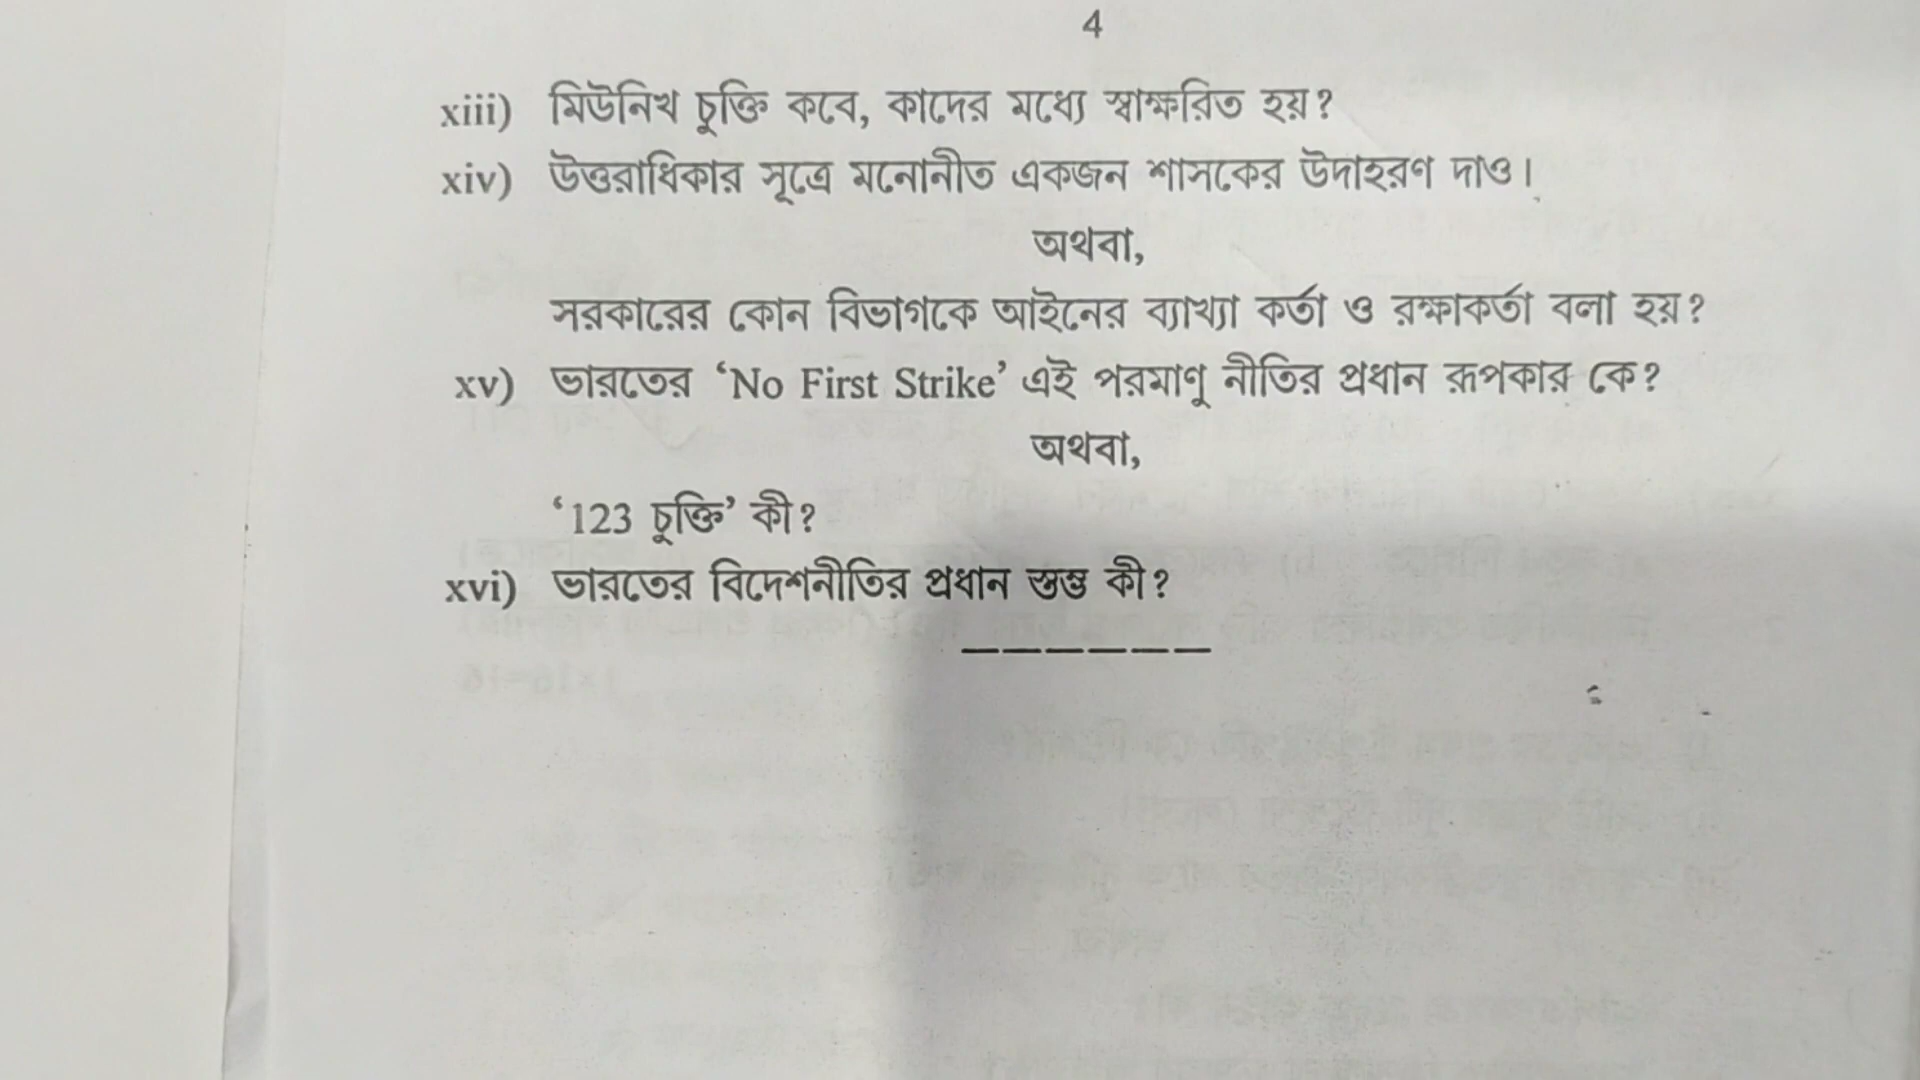 4
xiii) মিউনিখ চুক্তি কবে, কাদের মধ্যে স্বাক্ষরিত হয়?
xiv) উত্তরাধিকার সূত্রে মনোনীত একজন শাসকের উদাহরণ দাও।
অথবা,
সরকারের কোন বিভাগকে আইনের ব্যাখ্যা কর্তা ও রক্ষাকর্তা বলা হয়?
xv) ভারতের ‘No First Strike’ এই পরমাণু নীতির প্রধান রূপকার কে?
অথবা,
‘123 চুক্তি’ কী?
xvi) ভারতের বিদেশনীতির প্রধান স্তম্ভ কী?